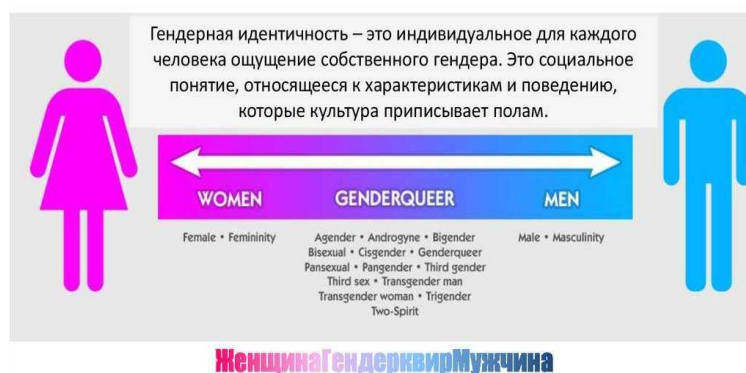 Гендерная идентичность – это индивидуальное для каждого
человека ощущение собственного гендера. Это социальное
понятие, относящееся к характеристикам и поведению,
которые культура приписывает полам.
WOMEN GENDERQUEER MEN
Female • Femininity
Agender • Androgyne • Bigender
Bisexual • Cisgender • Genderqueer
Pansexual • Pangender • Third gender
Third sex • Transgender man
Transgender woman • Trigender
Two-Spirit
Male • Masculinity
ЖенщинаГендерквирМужчина